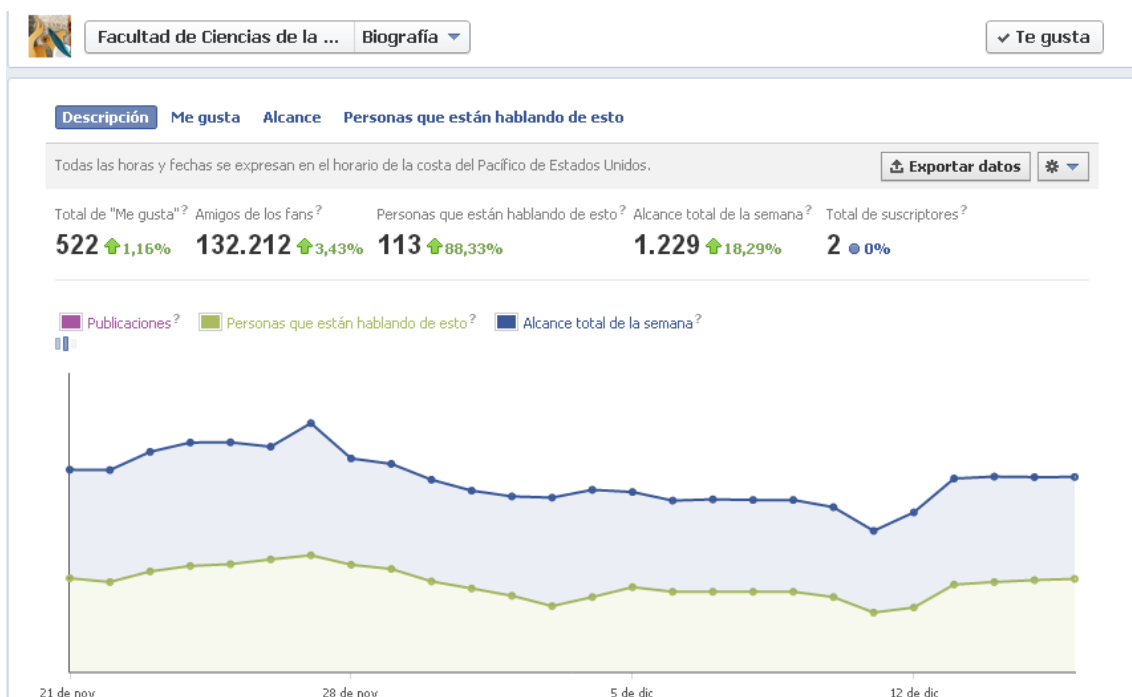 Facultad de Ciencias de la ... Biografía Te gusta
Descripción Me gusta Alcance Personas que están hablando de esto
Todas las horas y fechas se expresan en el horario de la costa del Pacífico de Estados Unidos. Exportar datos
Total de "Me gusta"? Amigos de los fans? Personas que están hablando de esto? Alcance total de la semana? Total de suscriptores?
522 1,16% 132.212 3,43% 113 88,33% 1.229 18,29% 2 0%
Publicaciones? Personas que están hablando de esto? Alcance total de la semana?
21 de nov 28 de nov 5 de dic 12 de dic